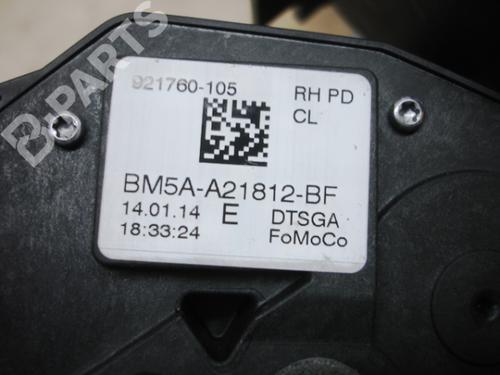 B PARTS
921760-105
RH PD
CL
BM5A-A21812-BF
14.01.14 E DTSGA
18:33:24 FoMoCo